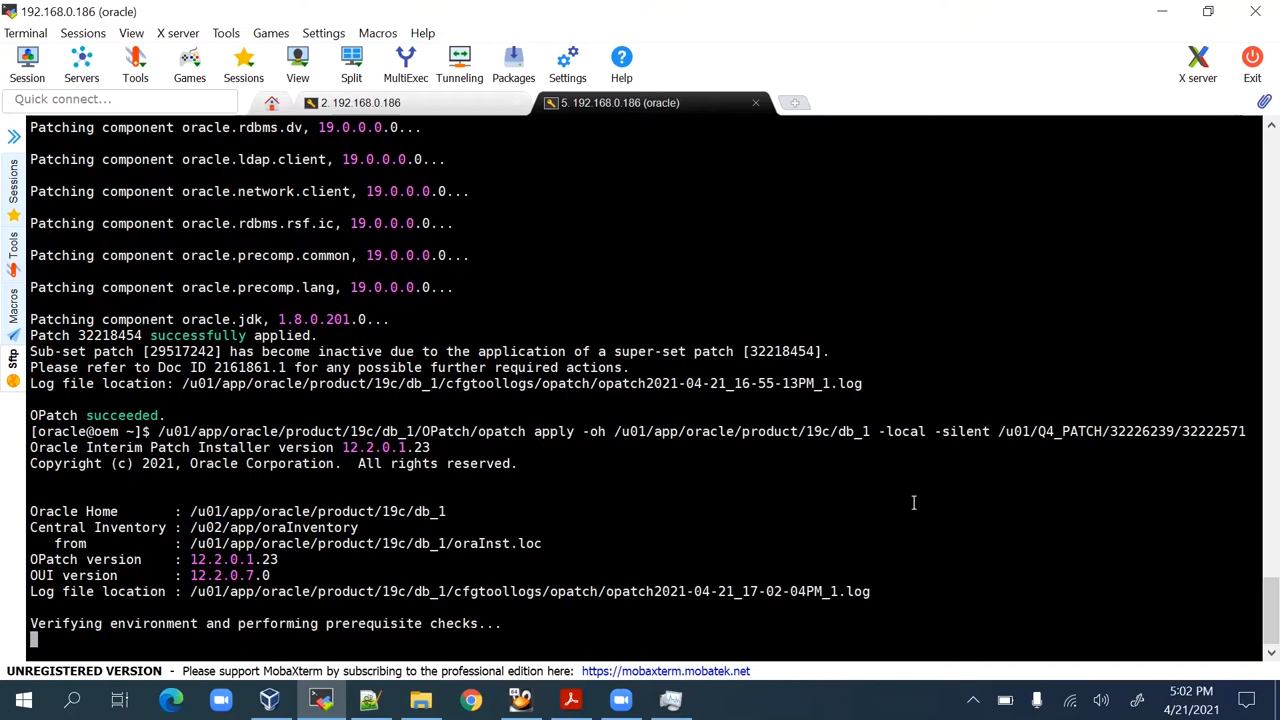 192.168.0.186 (oracle)
Terminal Sessions View X server Tools Games Settings Macros Help
Session Servers Tools Games Sessions View Split MultiExec Tunneling Packages Settings Help X server Exit
Quick connect...
2. 192.168.0.186
5. 192.168.0.186 (oracle)
Sessions
Tools
Macros
Sftp
Patching component oracle.rdbms.dv, 19.0.0.0.0...
Patching component oracle.ldap.client, 19.0.0.0.0...
Patching component oracle.network.client, 19.0.0.0.0...
Patching component oracle.rdbms.rsf.ic, 19.0.0.0.0...
Patching component oracle.precomp.common, 19.0.0.0.0...
Patching component oracle.precomp.lang, 19.0.0.0.0...
Patching component oracle.jdk, 1.8.0.201.0...
Patch 32218454 successfully applied.
Sub-set patch [29517242] has become inactive due to the application of a super-set patch [32218454].
Please refer to Doc ID 2161861.1 for any possible further required actions.
Log file location: /u01/app/oracle/product/19c/db_1/cfgtoollogs/opatch/opatch2021-04-21_16-55-13PM_1.log
OPatch succeeded.
[oracle@oem ~]$ /u01/app/oracle/product/19c/db_1/OPatch/opatch apply -oh /u01/app/oracle/product/19c/db_1 -local -silent /u01/Q4_PATCH/32226239/32222571
Oracle Interim Patch Installer version 12.2.0.1.23
Copyright (c) 2021, Oracle Corporation.  All rights reserved.
Oracle Home       : /u01/app/oracle/product/19c/db_1
Central Inventory : /u02/app/oraInventory
   from           : /u01/app/oracle/product/19c/db_1/oraInst.loc
OPatch version    : 12.2.0.1.23
OUI version       : 12.2.0.7.0
Log file location : /u01/app/oracle/product/19c/db_1/cfgtoollogs/opatch/opatch2021-04-21_17-02-04PM_1.log
Verifying environment and performing prerequisite checks...
UNREGISTERED VERSION - Please support MobaXterm by subscribing to the professional edition here: https://mobaxterm.mobatek.net
5:02 PM
4/21/2021